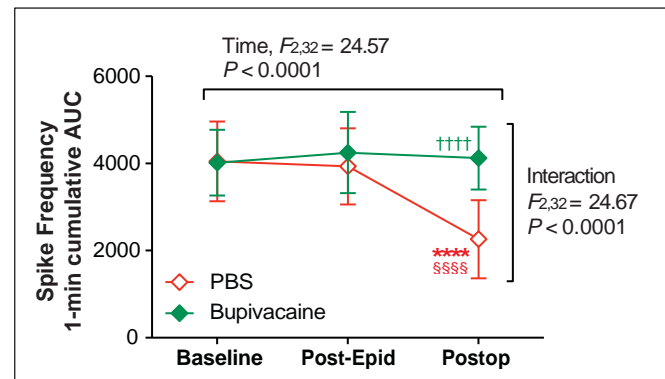 Time, F2,32 = 24.57
P < 0.0001
6000
4000
2000
0
Spike Frequency
1-min cumulative AUC
††††
****
§§§§
Interaction
F2,32 = 24.67
P < 0.0001
PBS
Bupivacaine
Baseline Post-Epid Postop